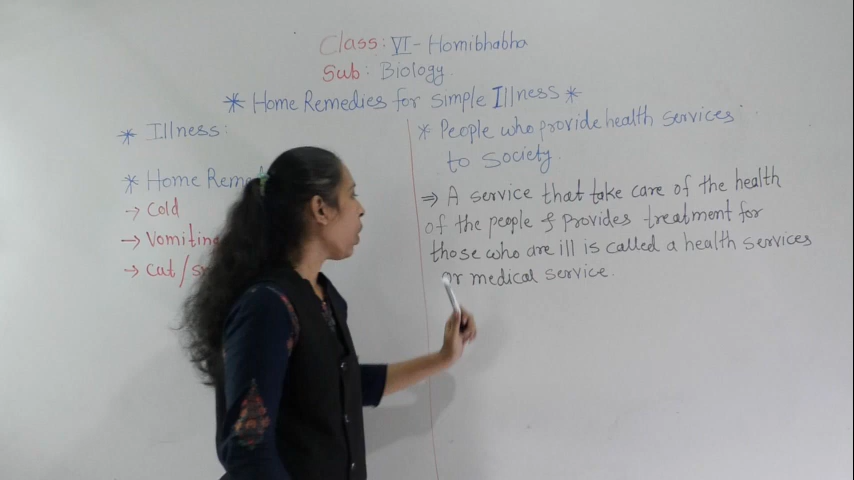 Class: VI - Homibhabha
Sub: Biology.
* Home Remedies for simple Illness *
* Illness:
* Home
→ Cold
→ Vomiting
→ Cut /
* People who provide health services
to society.
⇒ A service that take care of the health
of the people & provides treatment for
those who are ill is called a health services
or medical service.